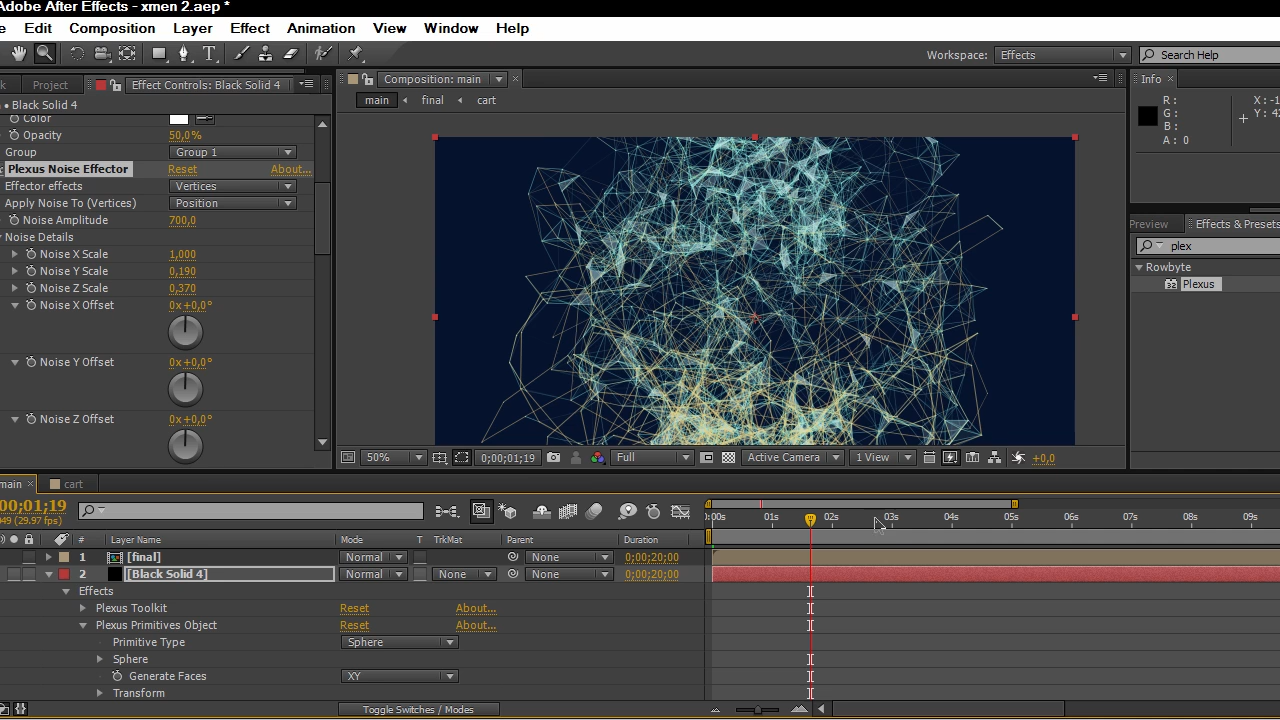 Adobe After Effects - xmen 2.aep *
e Edit Composition Layer Effect Animation View Window Help
Workspace: Effects Search Help
k Project Effect Controls: Black Solid 4 Composition: main Info
• Black Solid 4
main final cart
R : X : -1
G : Y : 42
B :
A : 0
Color
Opacity 50,0%
Group Group 1
Plexus Noise Effector Reset About...
Effector effects Vertices
Apply Noise To (Vertices) Position
Noise Amplitude 700,0
Noise Details
Noise X Scale 1,000
Noise Y Scale 0,190
Noise Z Scale 0,370
Noise X Offset 0x+0,0°
Noise Y Offset 0x+0,0°
Noise Z Offset 0x+0,0°
Preview Effects & Presets
plex
Rowbyte
32 Plexus
50% 0;00;01;19 Full Active Camera 1 View +0,0
main cart
00;01;19
049 (29.97 fps)
:00s 01s 02s 03s 04s 05s 06s 07s 08s 09s
# Layer Name Mode T TrkMat Parent Duration
1 [final] Normal None 0;00;20;00
2 [Black Solid 4] Normal None None 0;00;20;00
Effects
Plexus Toolkit Reset About...
Plexus Primitives Object Reset About...
Primitive Type Sphere
Sphere
Generate Faces XY
Transform
Toggle Switches / Modes